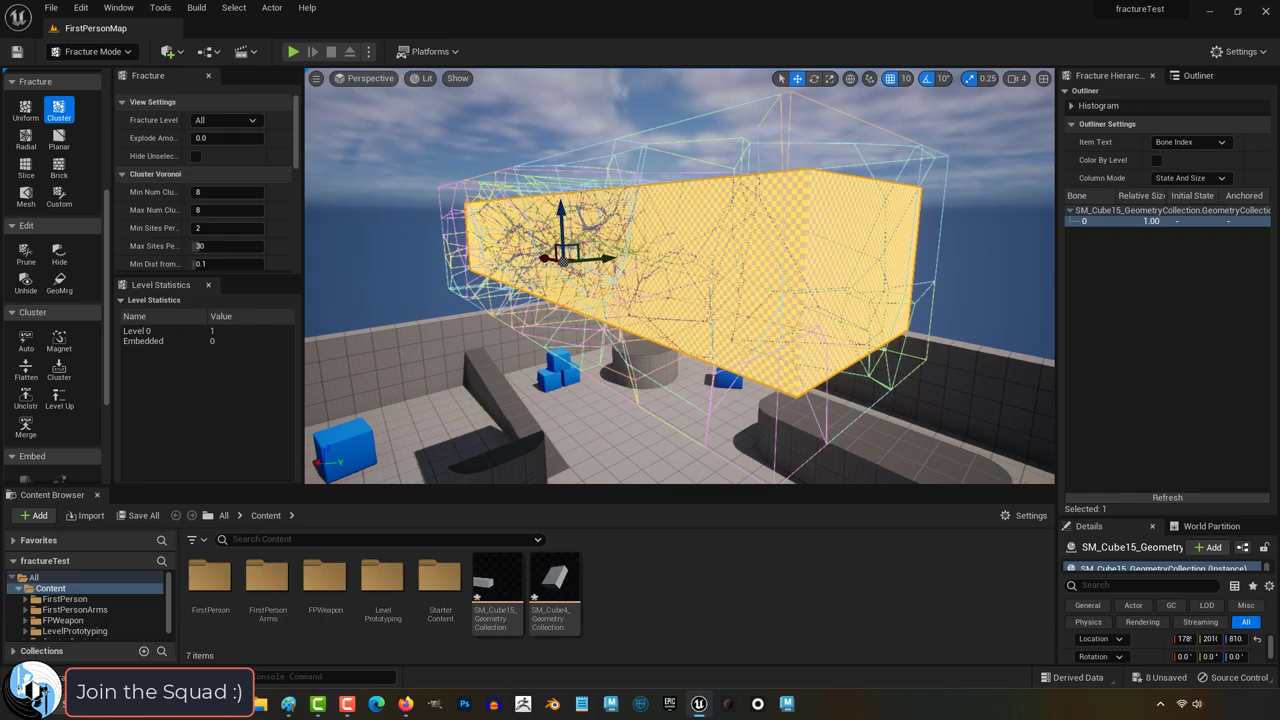 File
Edit
Window
Tools
Build
Select
Actor
Help
fractureTest
FirstPersonMap
Fracture Mode
Platforms
Settings
Fracture
Uniform
Cluster
Radial
Planar
Slice
Brick
Mesh
Custom
Edit
Prune
Hide
Unhide
GeoMrg
Cluster
Auto
Magnet
Flatten
Cluster
Unclstr
Level Up
Merge
Embed
Fracture
View Settings
Fracture Level
All
Explode Amo...
0.0
Hide Unselec...
Cluster Voronoi
Min Num Clu
8
Max Num Clu
8
Min Sites Per
2
Max Sites Pe
30
Min Dist from
0.1
Level Statistics
Level Statistics
Name
Value
Level 0
1
Embedded
0
Perspective
Lit
Show
10
10°
0.25
4
Z
X
Y
Fracture Hierarc...
Outliner
Outliner
Histogram
Outliner Settings
Item Text
Bone Index
Color By Level
Column Mode
State And Size
Bone
Relative Size
Initial State
Anchored
SM_Cube15_GeometryCollection.GeometryCollectio
0
1.00
-
-
Refresh
Selected: 1
Details
World Partition
SM_Cube15_Geometry
Add
SM_Cube15_GeometryCollection (Instance)
Search
General
Actor
GC
LOD
Misc
Physics
Rendering
Streaming
All
Location
201(
810.
Rotation
0.0°
0.0°
0.0°
Content Browser
Add
Import
Save All
All
Content
Settings
Favorites
fractureTest
All
Content
FirstPerson
FirstPersonArms
FPWeapon
LevelPrototyping
Collections
Search Content
FirstPerson
FirstPerson
Arms
FPWeapon
Level
Prototyping
Starter
Content
SM_Cube15_
Geometry
Collection
SM_Cube4_
Geometry
Collection
7 items
Console Command
Derived Data
8 Unsaved
Source Control
Join the Squad :)